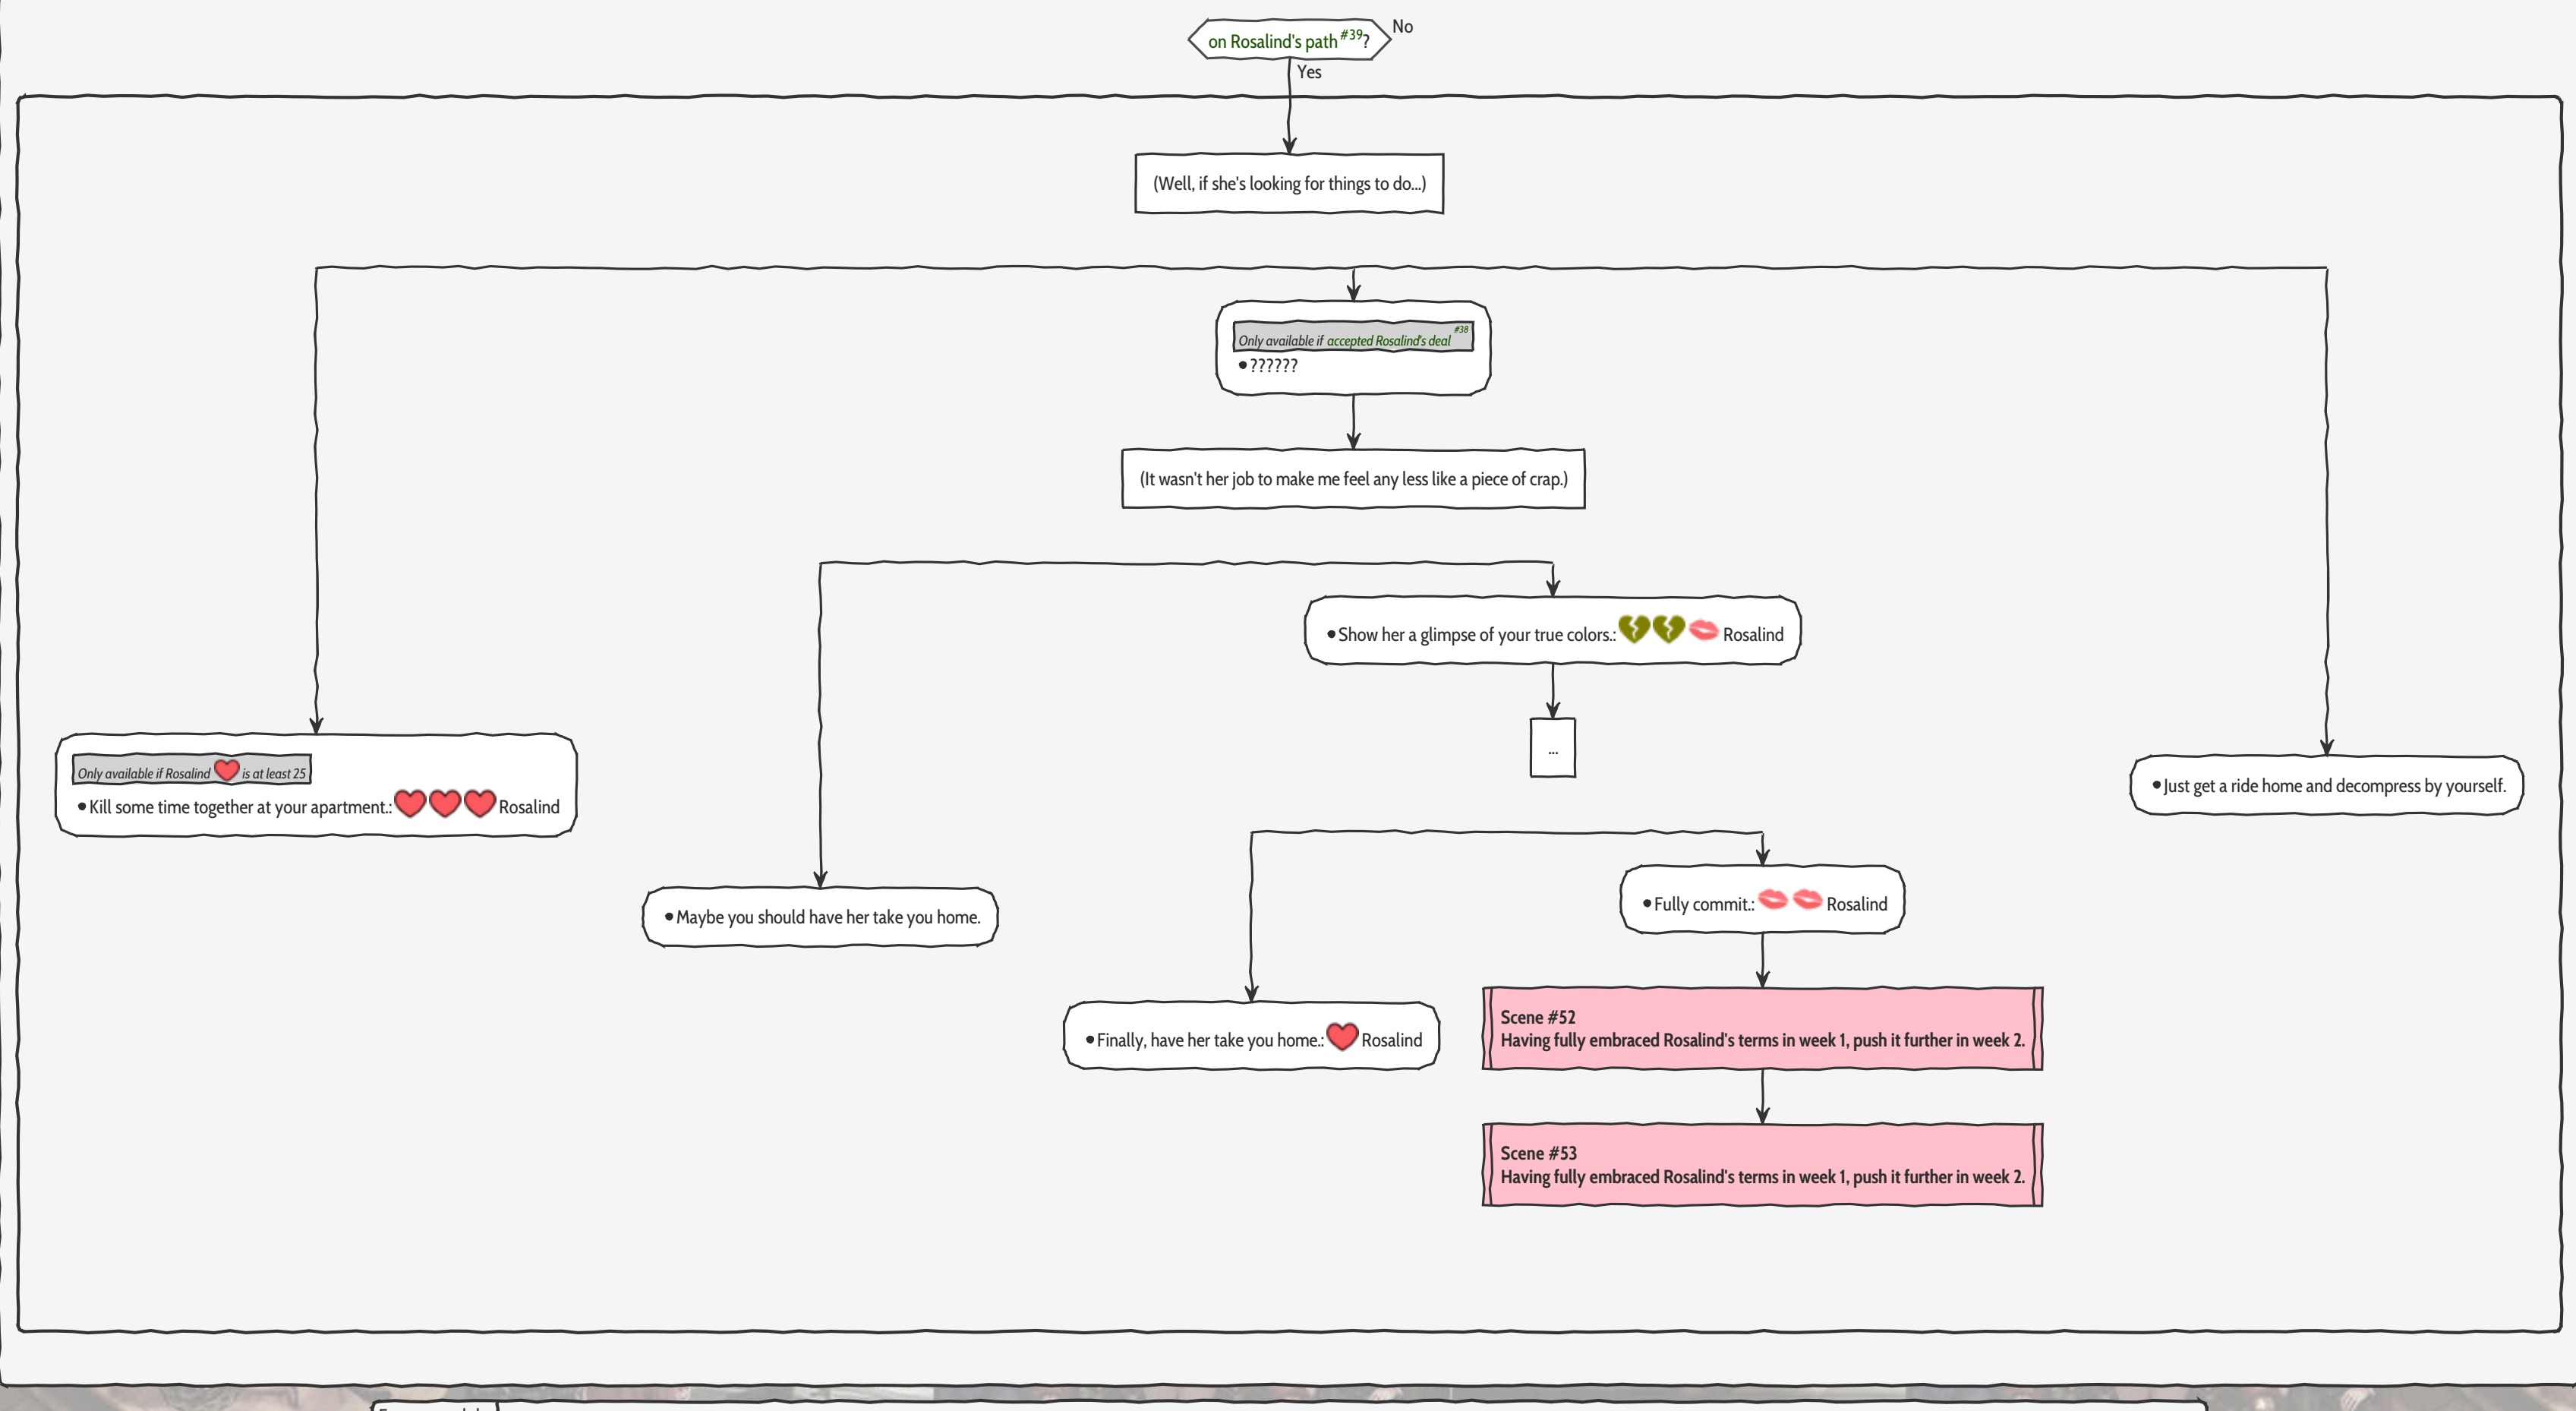 on Rosalind's path #39?
No
Yes
(Well, if she's looking for things to do...)
Only available if accepted Rosalind's deal #38
●??????
(It wasn't her job to make me feel any less like a piece of crap.)
●Show her a glimpse of your true colors.: Rosalind
...
Only available if Rosalind is at least 25
●Kill some time together at your apartment.: Rosalind
●Just get a ride home and decompress by yourself.
●Maybe you should have her take you home.
●Fully commit.: Rosalind
●Finally, have her take you home.: Rosalind
Scene #52
Having fully embraced Rosalind's terms in week 1, push it further in week 2.
Scene #53
Having fully embraced Rosalind's terms in week 1, push it further in week 2.